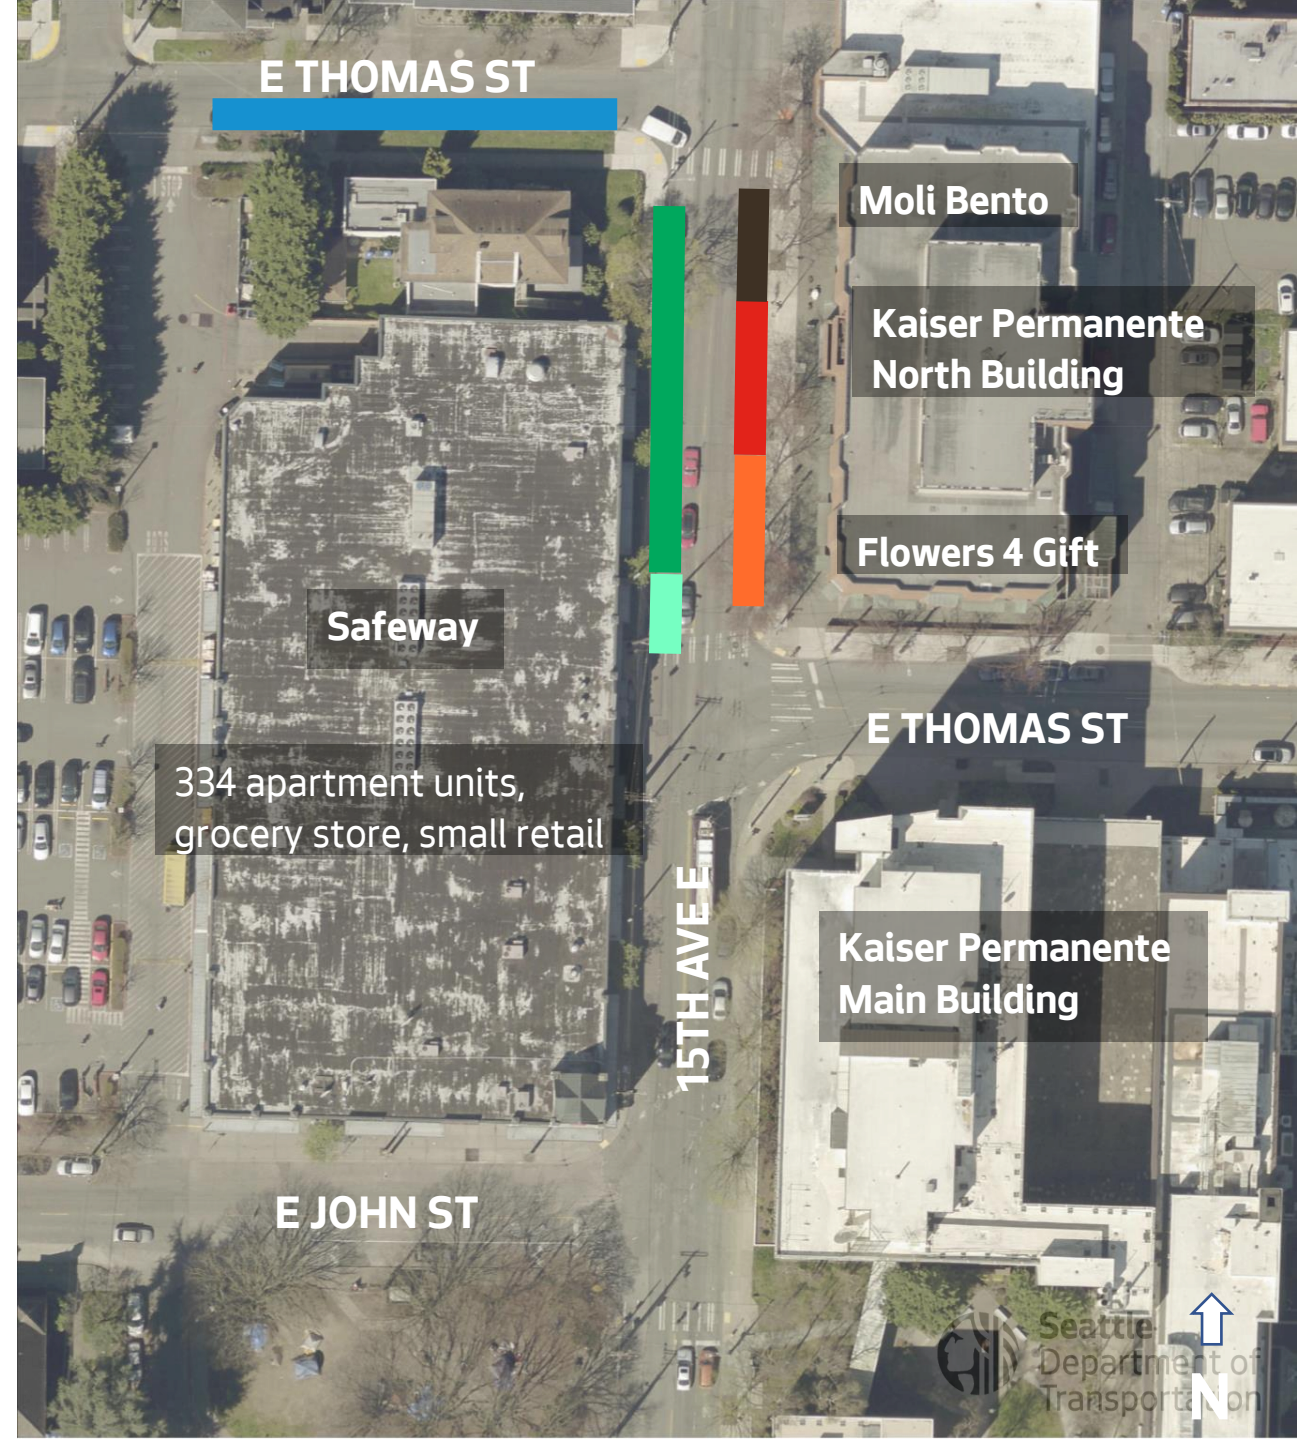 E THOMAS ST
Moli Bento
Kaiser Permanente
North Building
Flowers 4 Gift
Safeway
E THOMAS ST
334 apartment units,
grocery store, small retail
15TH AVE E
Kaiser Permanente
Main Building
E JOHN ST
Seattle
Department of
Transportation
N